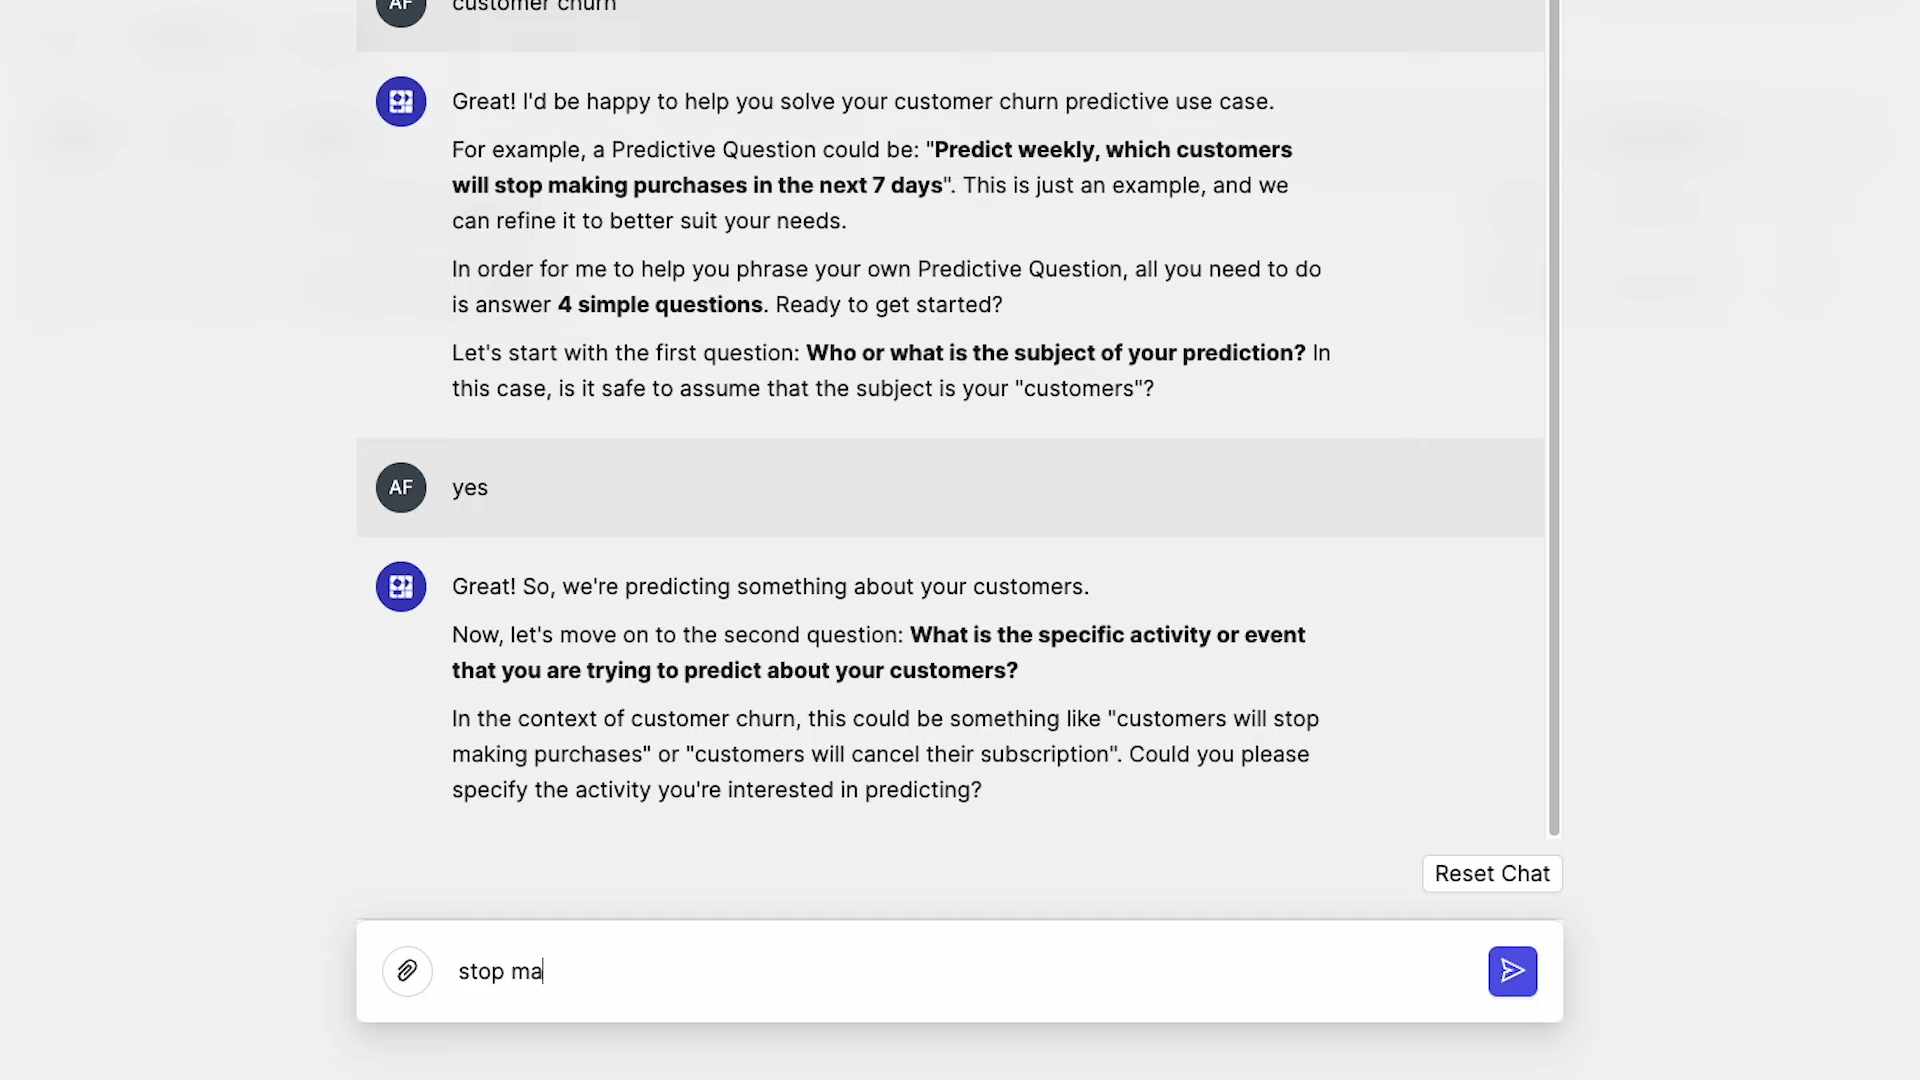 AF
customer churn
Great! I'd be happy to help you solve your customer churn predictive use case.
For example, a Predictive Question could be: "Predict weekly, which customers
will stop making purchases in the next 7 days". This is just an example, and we
can refine it to better suit your needs.
In order for me to help you phrase your own Predictive Question, all you need to do
is answer 4 simple questions. Ready to get started?
Let's start with the first question: Who or what is the subject of your prediction? In
this case, is it safe to assume that the subject is your "customers"?
AF
yes
Great! So, we're predicting something about your customers.
Now, let's move on to the second question: What is the specific activity or event
that you are trying to predict about your customers?
In the context of customer churn, this could be something like "customers will stop
making purchases" or "customers will cancel their subscription". Could you please
specify the activity you're interested in predicting?
Reset Chat
stop ma